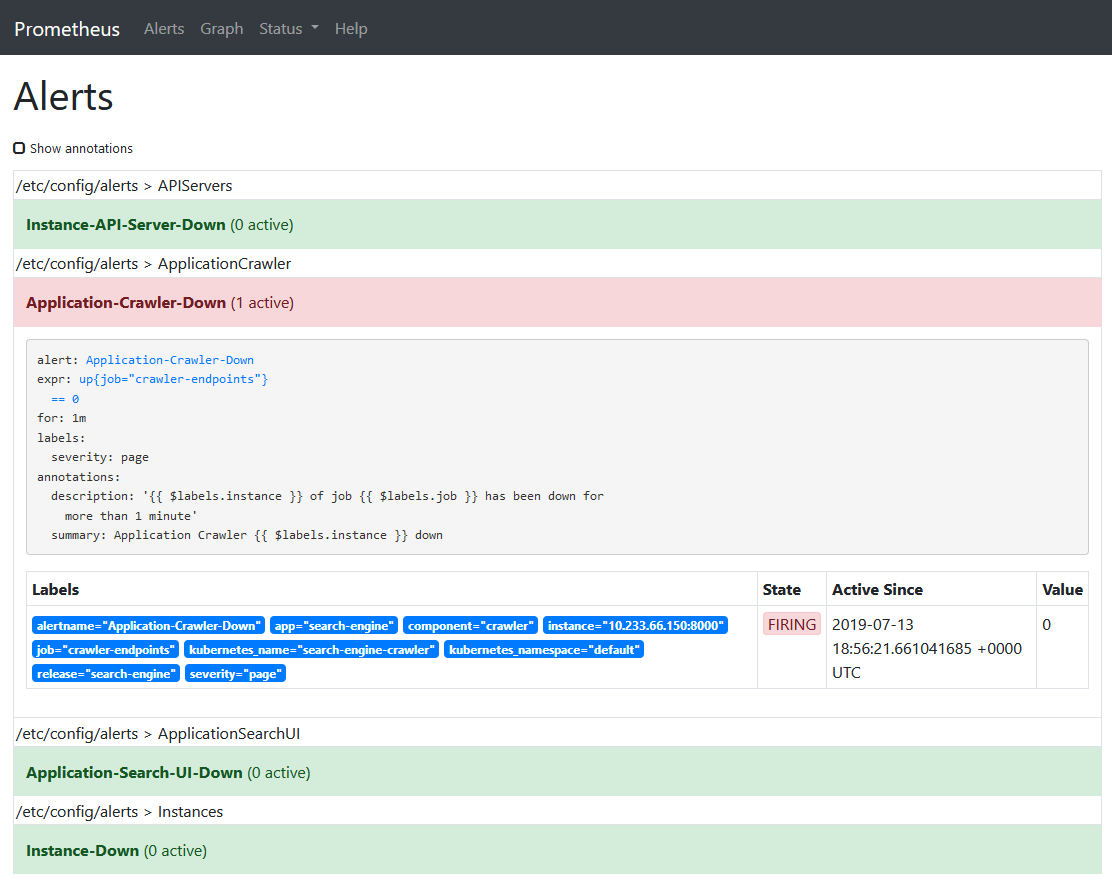 Prometheus Alerts Graph Status Help
Alerts
Show annotations
/etc/config/alerts > APIServers
Instance-API-Server-Down (0 active)
/etc/config/alerts > ApplicationCrawler
Application-Crawler-Down (1 active)
alert: Application-Crawler-Down
expr: up{job="crawler-endpoints"}
  == 0
for: 1m
labels:
  severity: page
annotations:
  description: '{{ $labels.instance }} of job {{ $labels.job }} has been down for
    more than 1 minute'
  summary: Application Crawler {{ $labels.instance }} down
Labels State Active Since Value
alertname="Application-Crawler-Down" app="search-engine" component="crawler" instance="10.233.66.150:8000" FIRING 2019-07-13 0
job="crawler-endpoints" kubernetes_name="search-engine-crawler" kubernetes_namespace="default" 18:56:21.661041685 +0000
release="search-engine" severity="page" UTC
/etc/config/alerts > ApplicationSearchUI
Application-Search-UI-Down (0 active)
/etc/config/alerts > Instances
Instance-Down (0 active)